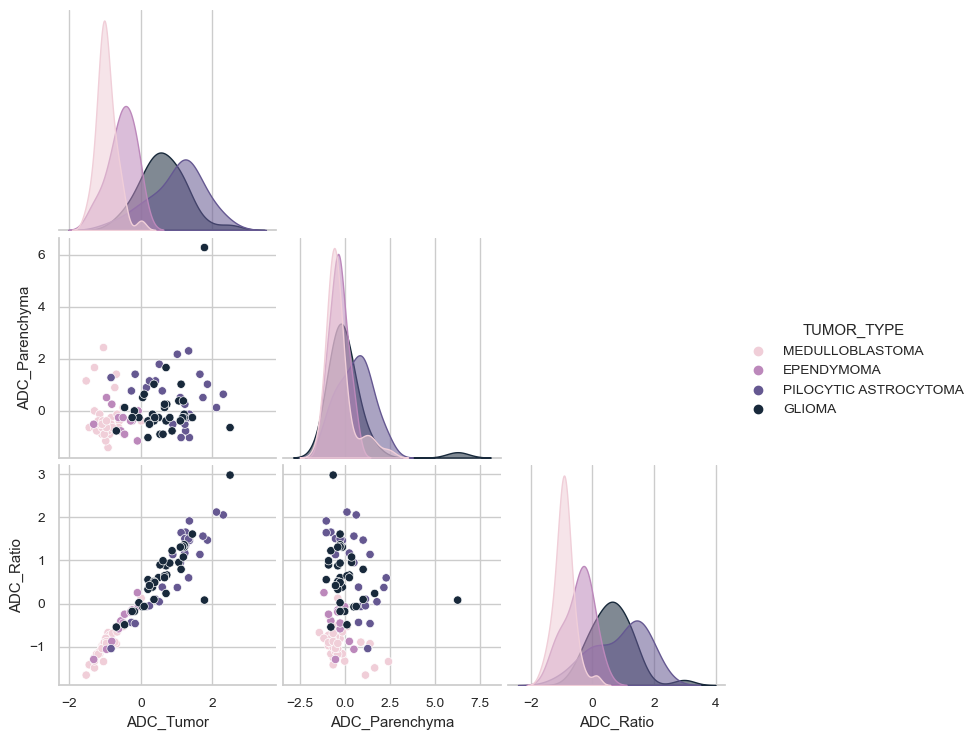 6
4
2
0
ADC_Parenchyma
TUMOR_TYPE
MEDULLOBLASTOMA
EPENDYMOMA
PILOCYTIC ASTROCYTOMA
GLIOMA
3
2
1
0
−1
ADC_Ratio
−2 0 2
ADC_Tumor
−2.5 0.0 2.5 5.0 7.5
ADC_Parenchyma
−2 0 2 4
ADC_Ratio